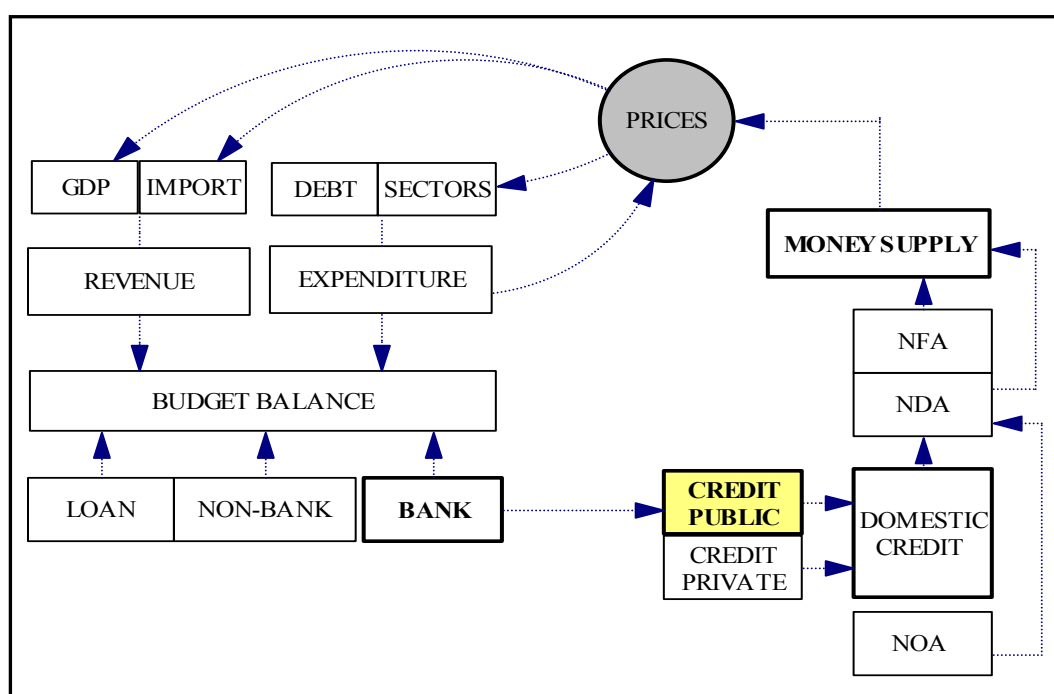 PRICES
GDP
IMPORT
DEBT
SECTORS
MONEY SUPPLY
REVENUE
EXPENDITURE
NFA
BUDGET BALANCE
NDA
LOAN
NON-BANK
BANK
CREDIT
PUBLIC
CREDIT
PRIVATE
DOMESTIC
CREDIT
NOA